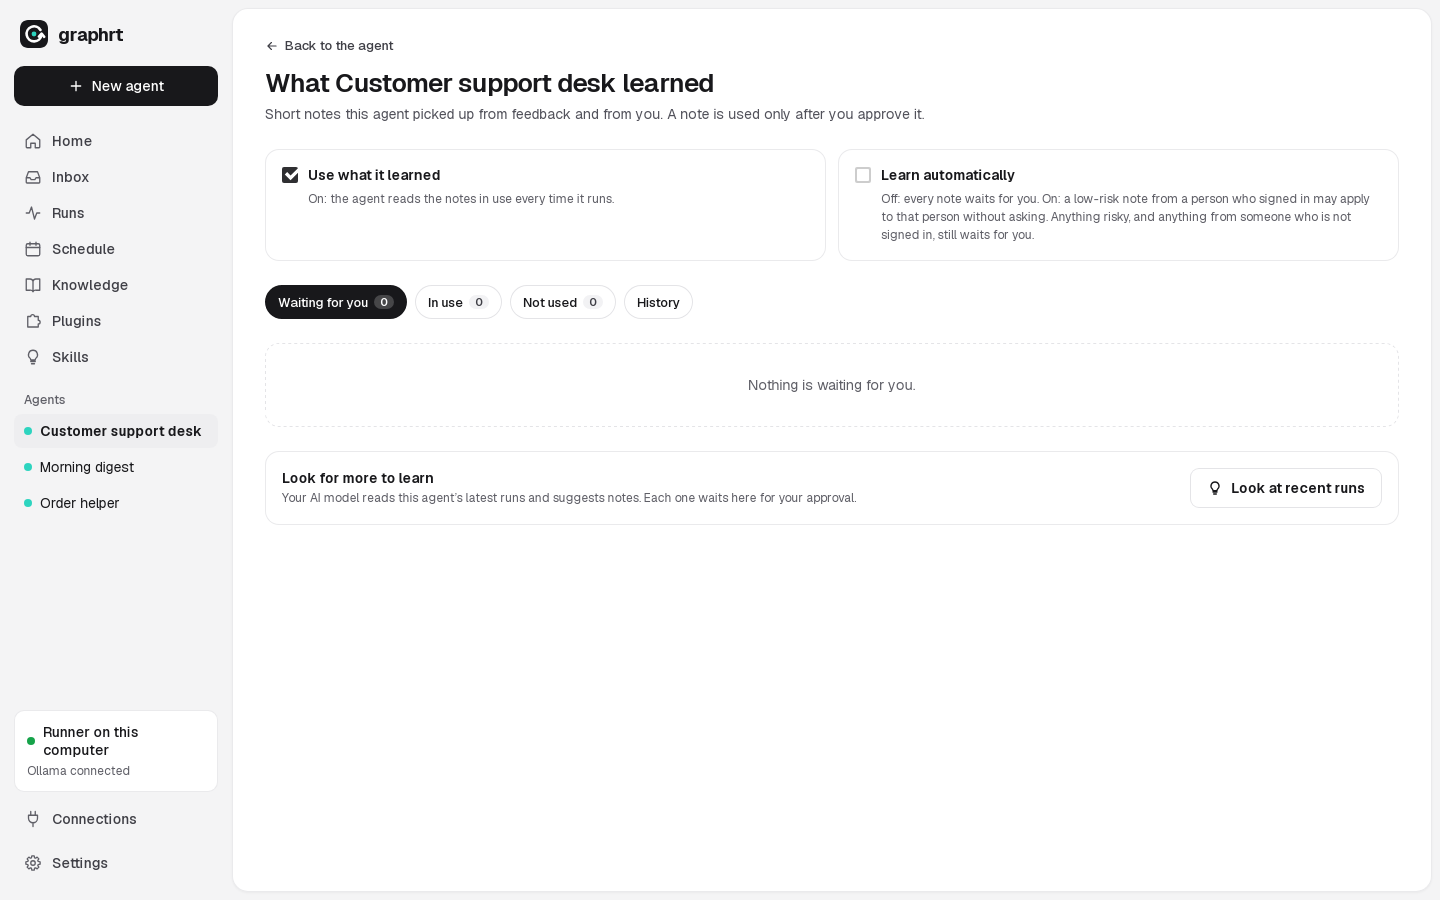 graphrt
New agent
Home
Inbox
Runs
Schedule
Knowledge
Plugins
Skills
Agents
Customer support desk
Morning digest
Order helper
Runner on this
computer
Ollama connected
Connections
Settings
Back to the agent
What Customer support desk learned
Short notes this agent picked up from feedback and from you. A note is used only after you approve it.
Use what it learned
On: the agent reads the notes in use every time it runs.
Learn automatically
Off: every note waits for you. On: a low-risk note from a person who signed in may apply
to that person without asking. Anything risky, and anything from someone who is not
signed in, still waits for you.
Waiting for you 0
In use 0
Not used 0
History
Nothing is waiting for you.
Look for more to learn
Your AI model reads this agent's latest runs and suggests notes. Each one waits here for your approval.
Look at recent runs